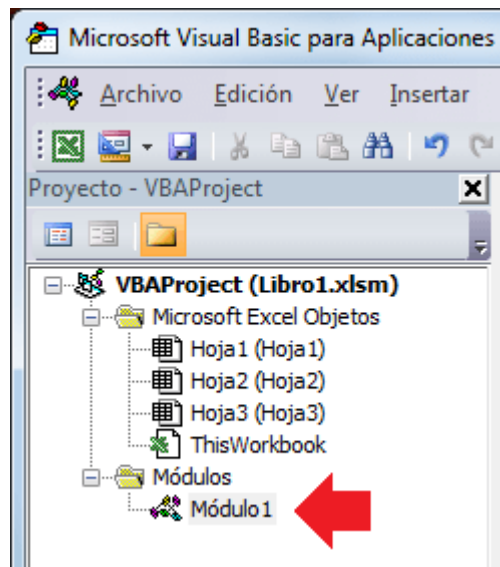 Microsoft Visual Basic para Aplicaciones
Archivo Edición Ver Insertar
Proyecto - VBAProject
VBAProject (Libro1.xlsm)
Microsoft Excel Objetos
Hoja1 (Hoja1)
Hoja2 (Hoja2)
Hoja3 (Hoja3)
ThisWorkbook
Módulos
Módulo1